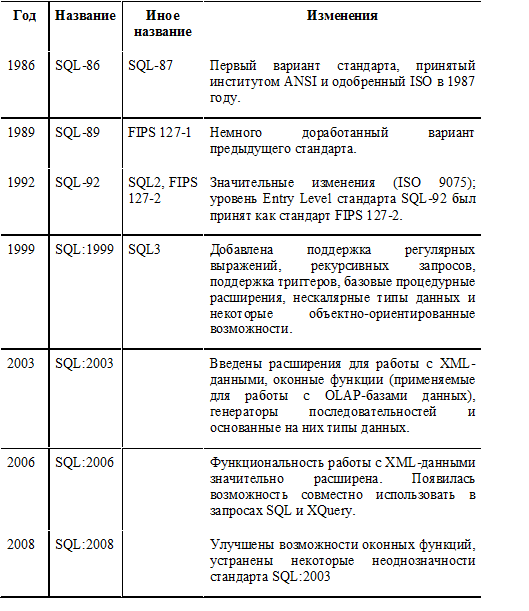 Год Название Иное название Изменения
1986 SQL-86 SQL-87 Первый вариант стандарта, принятый
институтом ANSI и одобренный ISO в 1987
году.
1989 SQL-89 FIPS 127-1 Немного доработанный вариант
предыдущего стандарта.
1992 SQL-92 SQL2, FIPS 127-2 Значительные изменения (ISO 9075);
уровень Entry Level стандарта SQL-92 был
принят как стандарт FIPS 127-2.
1999 SQL:1999 SQL3 Добавлена поддержка регулярных
выражений, рекурсивных запросов,
поддержка триггеров, базовые процедурные
расширения, нескалярные типы данных и
некоторые объектно-ориентированные
возможности.
2003 SQL:2003 Введены расширения для работы с XML-
данными, оконные функции (применяемые
для работы с OLAP-базами данных),
генераторы последовательностей и
основанные на них типы данных.
2006 SQL:2006 Функциональность работы с XML-данными
значительно расширена. Появилась
возможность совместно использовать в
запросах SQL и XQuery.
2008 SQL:2008 Улучшены возможности оконных функций,
устранены некоторые неоднозначности
стандарта SQL:2003